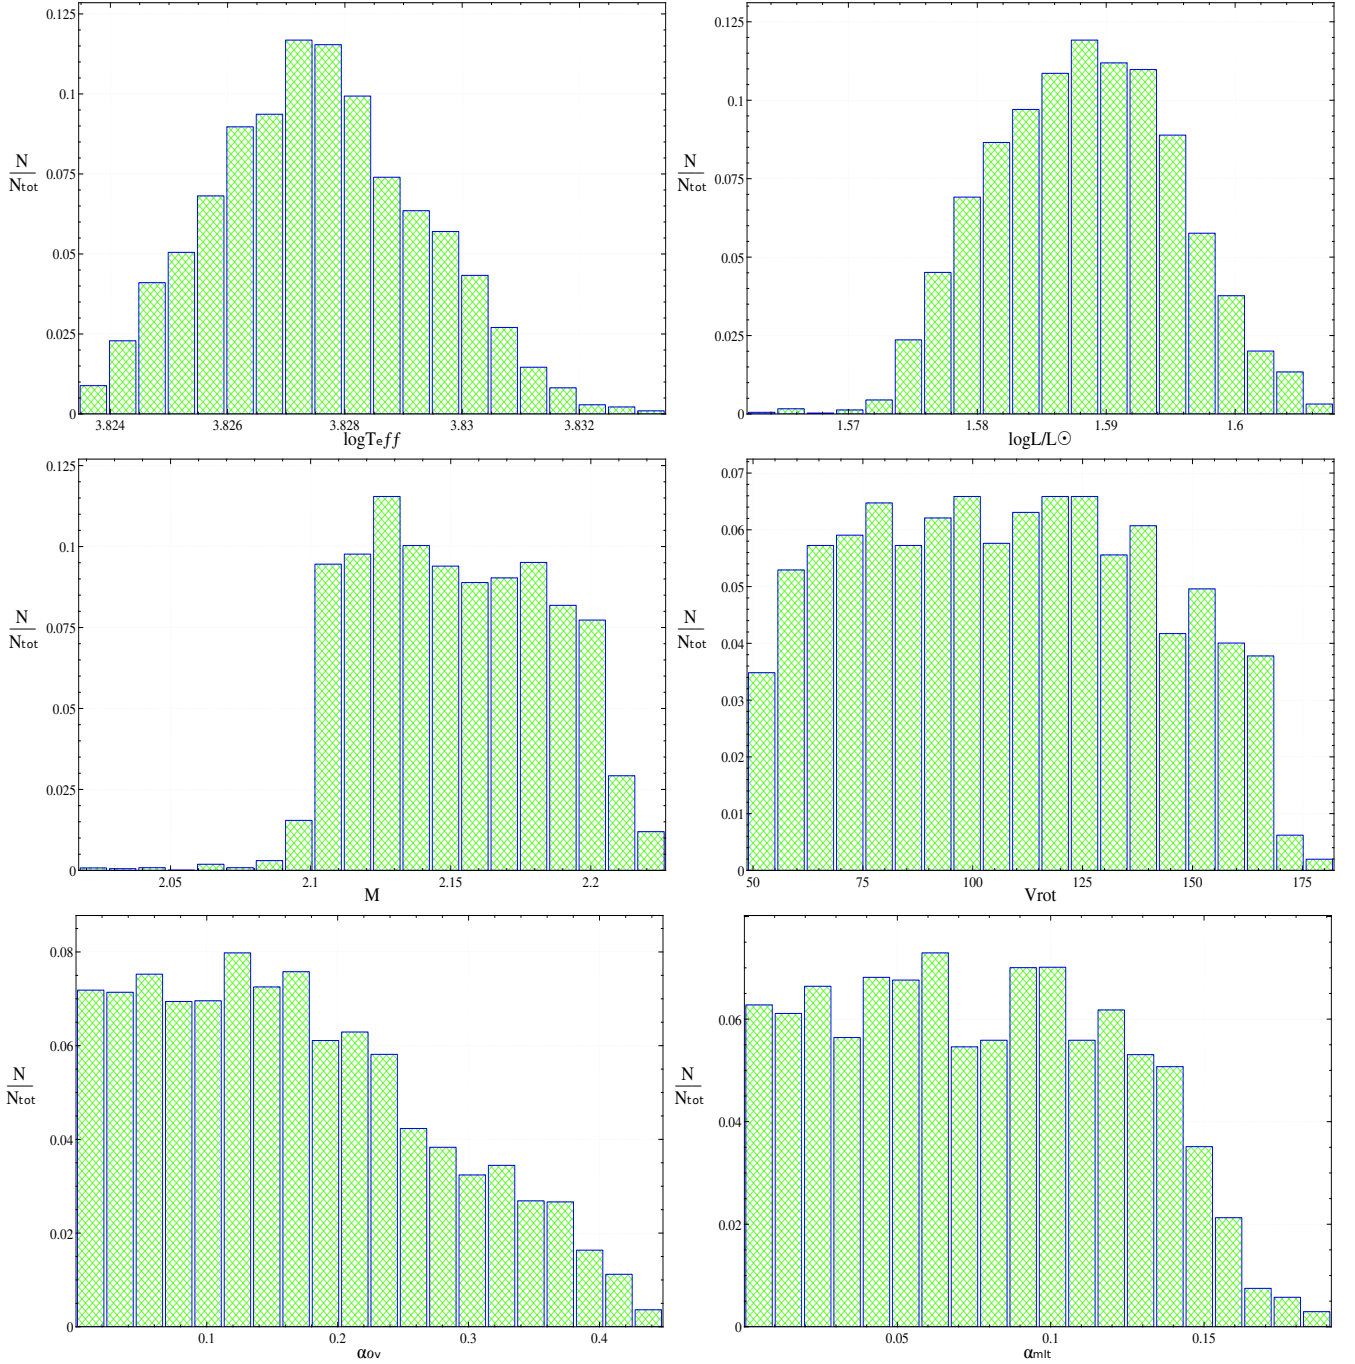 0.125
0.1
0.075
0.05
0.025
0
N
Ntot
3.824 3.826 3.828 3.83 3.832
logTeff
0.125
0.1
0.075
0.05
0.025
0
N
Ntot
1.57 1.58 1.59 1.6
logL/L☉
0.125
0.1
0.075
0.05
0.025
0
N
Ntot
2.05 2.1 2.15 2.2
M
0.07
0.06
0.05
0.04
0.03
0.02
0.01
0
N
Ntot
50 75 100 125 150 175
Vrot
0.08
0.06
0.04
0.02
0
N
Ntot
0.1 0.2 0.3 0.4
αov
0.06
0.04
0.02
0
N
Ntot
0.05 0.1 0.15
αmlt